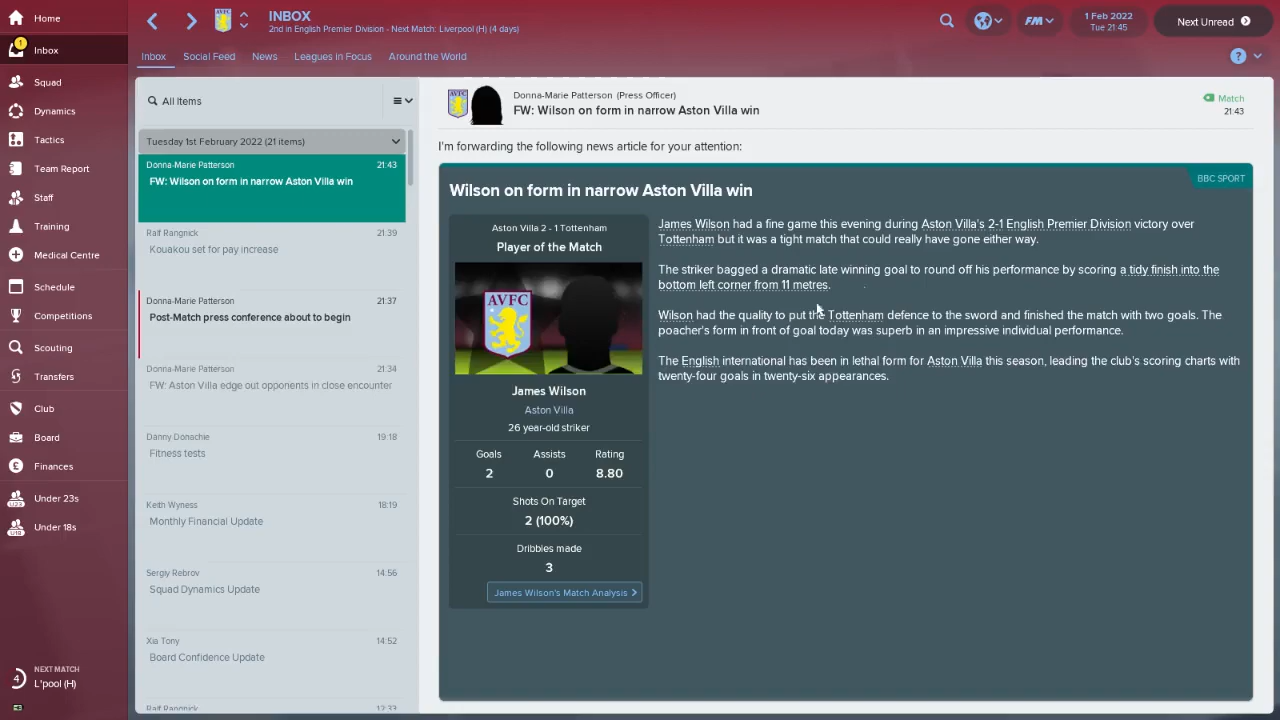 Home
Inbox
1
Squad
Dynamics
Tactics
Team Report
Staff
Training
Medical Centre
Schedule
Competitions
Scouting
Transfers
Club
Board
Finances
Under 23s
Under 18s
NEXT MATCH
4
L'pool (H)
INBOX
2nd in English Premier Division - Next Match: Liverpool (H) (4 days)
FM
1 Feb 2022
Tue 21:45
Next Unread
Inbox
Social Feed
News
Leagues in Focus
Around the World
?
All items
Tuesday 1st February 2022 (21 items)
Donna-Marie Patterson 21:43
FW: Wilson on form in narrow Aston Villa win
Ralf Rangnick 21:39
Kouakou set for pay increase
Donna-Marie Patterson 21:37
Post-Match press conference about to begin
Donna-Marie Patterson 21:34
FW: Aston Villa edge out opponents in close encounter
Danny Donachie 19:18
Fitness tests
Keith Wyness 18:19
Monthly Financial Update
Sergiy Rebrov 14:56
Squad Dynamics Update
Xia Tony 14:52
Board Confidence Update
Ralf Rangnick 12:33
Donna-Marie Patterson (Press Officer)
FW: Wilson on form in narrow Aston Villa win
Match
21:43
I'm forwarding the following news article for your attention:
Wilson on form in narrow Aston Villa win
BBC SPORT
Aston Villa 2 - 1 Tottenham
Player of the Match
AVFC
James Wilson
Aston Villa
26 year-old striker
Goals Assists Rating
2 0 8.80
Shots On Target
2 (100%)
Dribbles made
3
James Wilson's Match Analysis
James Wilson had a fine game this evening during Aston Villa's 2-1 English Premier Division victory over
Tottenham but it was a tight match that could really have gone either way.
The striker bagged a dramatic late winning goal to round off his performance by scoring a tidy finish into the
bottom left corner from 11 metres.
Wilson had the quality to put the Tottenham defence to the sword and finished the match with two goals. The
poacher's form in front of goal today was superb in an impressive individual performance.
The English international has been in lethal form for Aston Villa this season, leading the club's scoring charts with
twenty-four goals in twenty-six appearances.